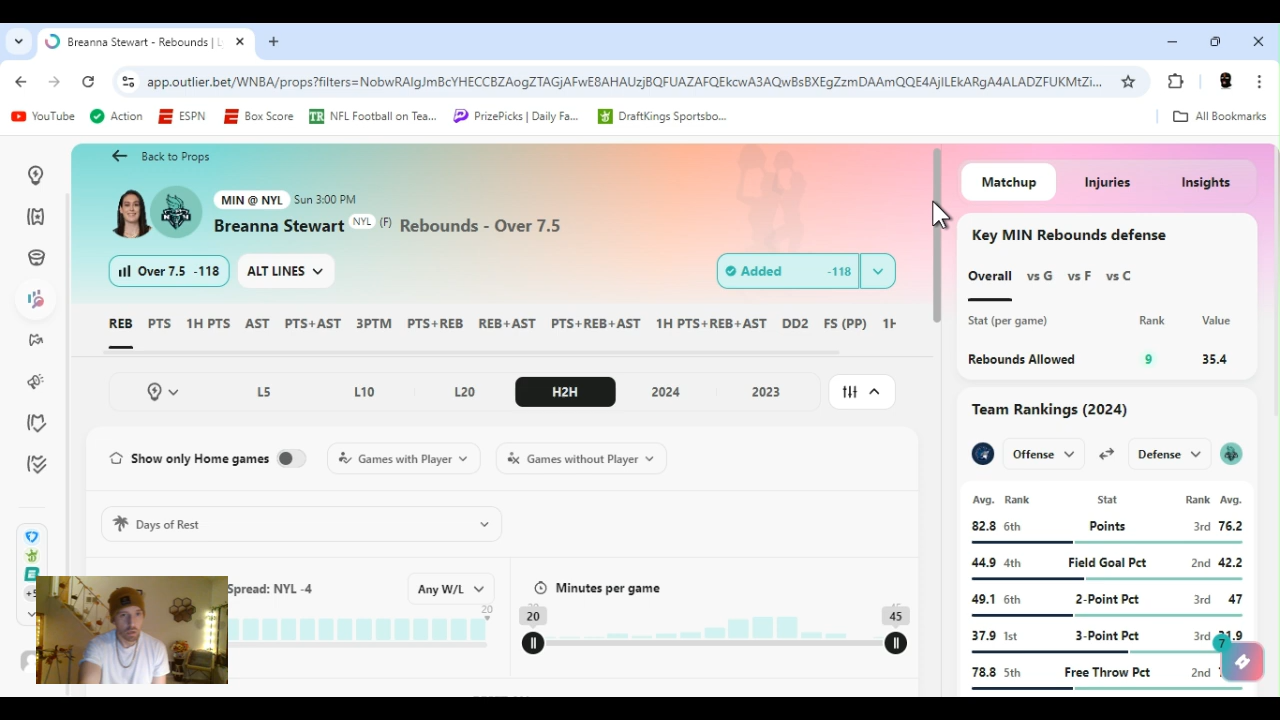 Breanna Stewart - Rebounds | L
app.outlier.bet/WNBA/props?filters=NobwRAlgJmBcYHECCBZAogZTAGjAFwE8AHAUzjBQFUAZAFQEkcwA3AQwBsBXEgZzmDAAmQQE4AjILEkARgA4ALADZFUKMtZi...
YouTube Action ESPN Box Score TR NFL Football on Tea... PrizePicks | Daily Fa... DraftKings Sportsbo... All Bookmarks
Back to Props
MIN @ NYL Sun 3:00 PM
Breanna Stewart NYL (F) Rebounds - Over 7.5
Over 7.5 -118 ALT LINES Added -118
REB PTS 1H PTS AST PTS+AST 3PTM PTS+REB REB+AST PTS+REB+AST 1H PTS+REB+AST DD2 FS (PP) 1H
L5 L10 L20 H2H 2024 2023
Show only Home games Games with Player Games without Player
Days of Rest
Spread: NYL -4 Any W/L
20
Minutes per game
20 45
Matchup Injuries Insights
Key MIN Rebounds defense
Overall vs G vs F vs C
Stat (per game) Rank Value
Rebounds Allowed 9 35.4
Team Rankings (2024)
Offense Defense
Avg. Rank Stat Rank Avg.
82.8 6th Points 3rd 76.2
44.9 4th Field Goal Pct 2nd 42.2
49.1 6th 2-Point Pct 3rd 47
37.9 1st 3-Point Pct 3rd
7
78.8 5th Free Throw Pct 2nd